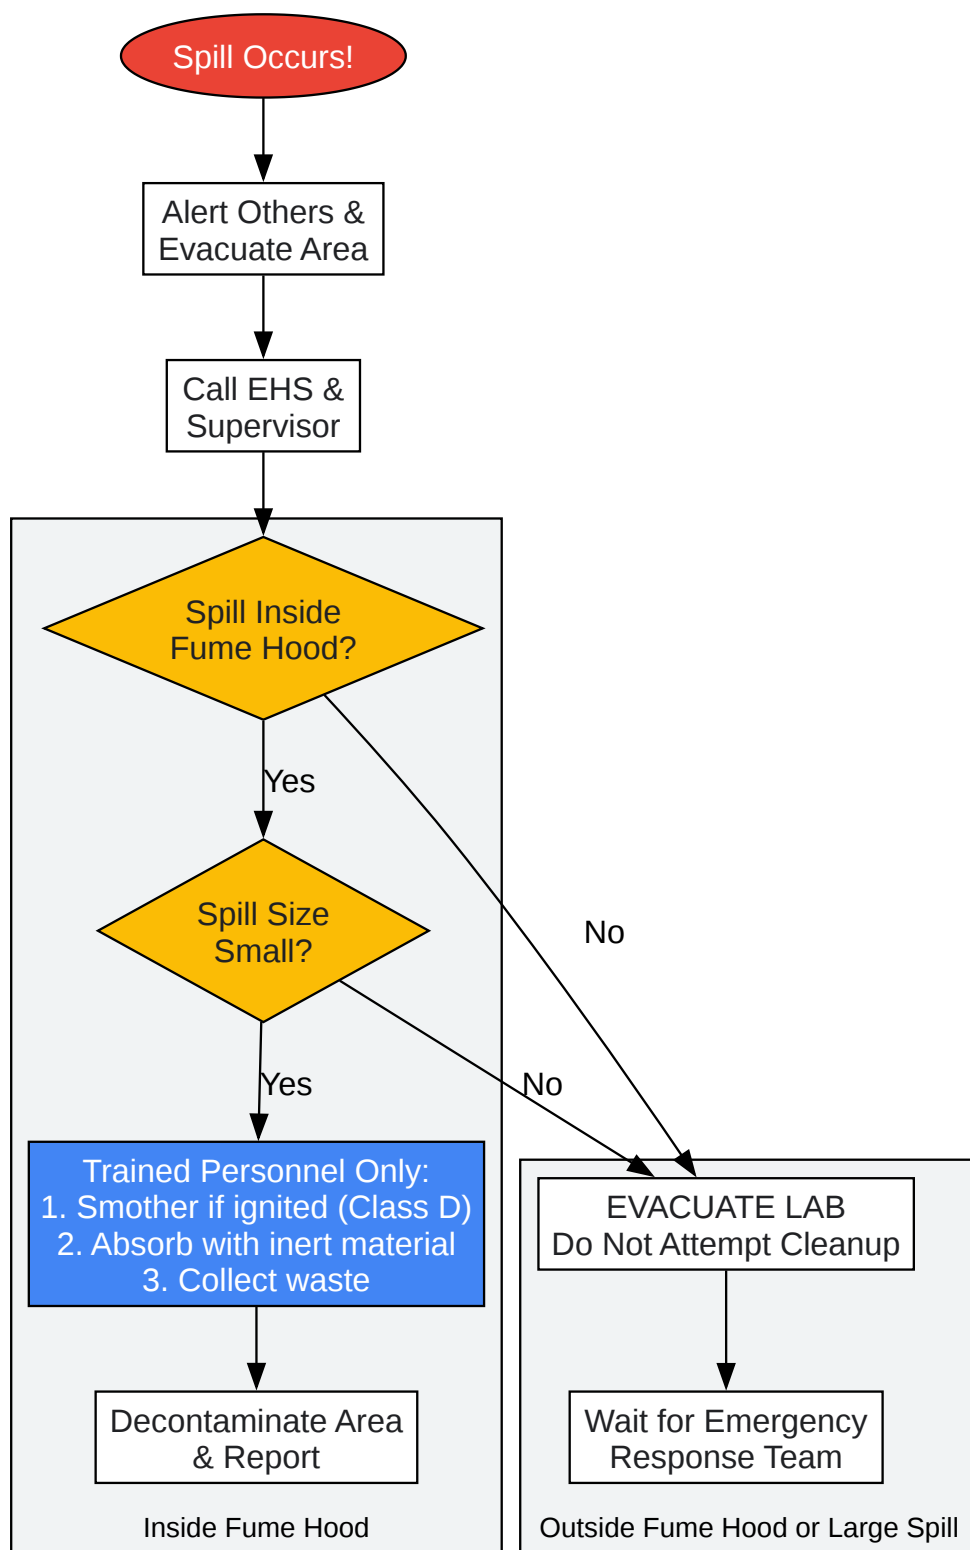 Spill Occurs!
Alert Others &
Evacuate Area
Call EHS &
Supervisor
Spill Inside
Fume Hood?
Yes
No
Spill Size
Small?
Yes
No
Trained Personnel Only:
1. Smother if ignited (Class D)
2. Absorb with inert material
3. Collect waste
EVACUATE LAB
Do Not Attempt Cleanup
Decontaminate Area
& Report
Wait for Emergency
Response Team
Inside Fume Hood
Outside Fume Hood or Large Spill